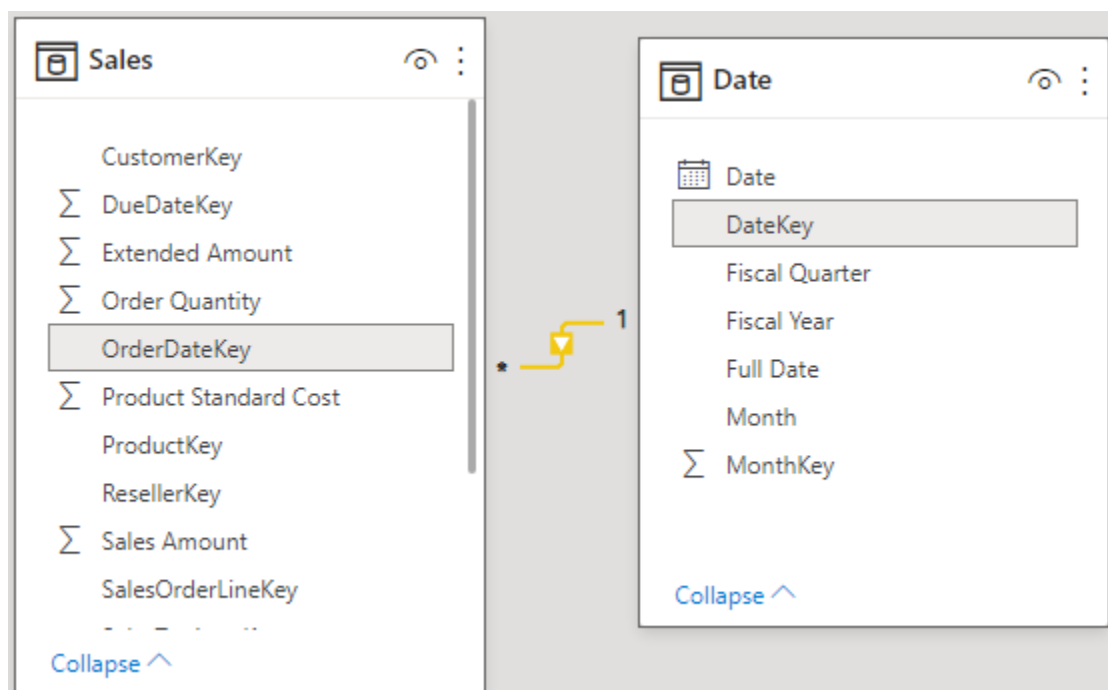 Sales
CustomerKey
DueDateKey
Extended Amount
Order Quantity
OrderDateKey
Product Standard Cost
ProductKey
ResellerKey
Sales Amount
SalesOrderLineKey
Collapse
*
1
Date
Date
DateKey
Fiscal Quarter
Fiscal Year
Full Date
Month
MonthKey
Collapse